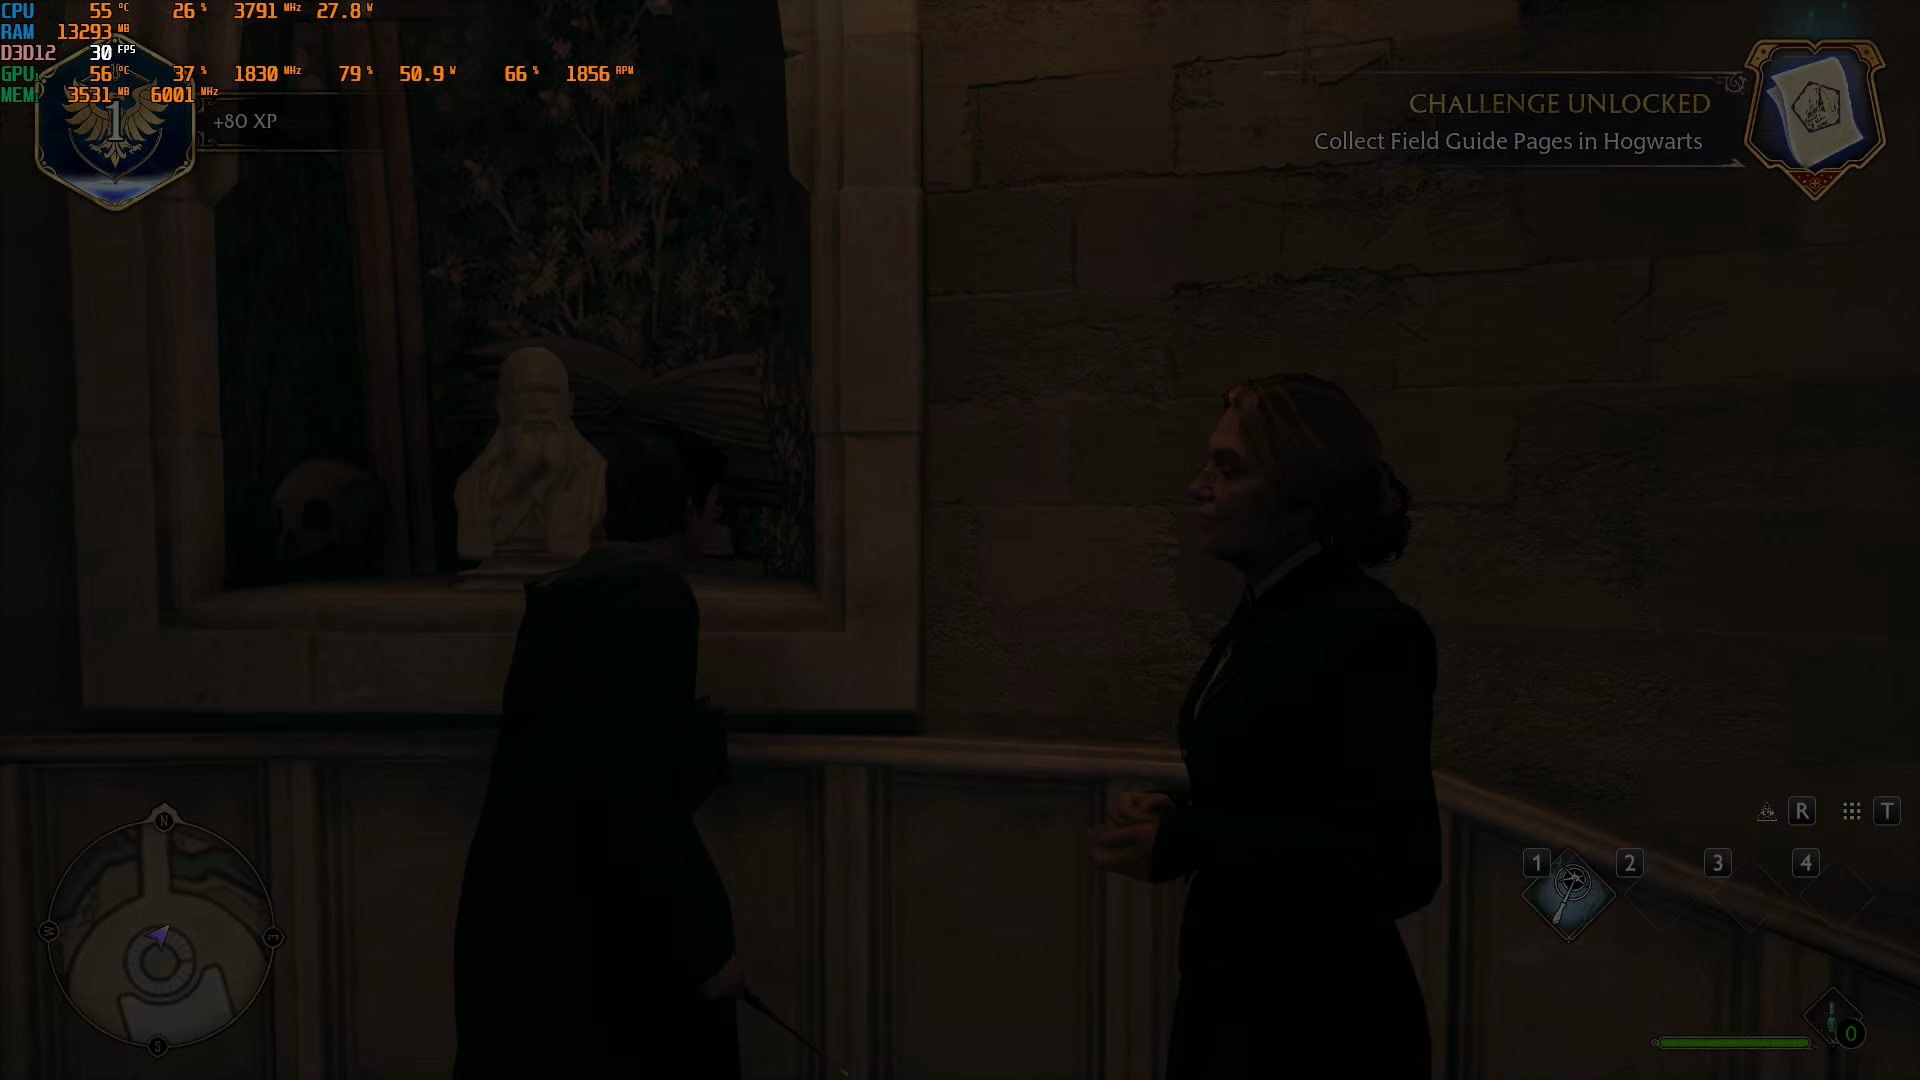 CPU 55 °C 26 % 3791 MHz 27.8 W
RAM 13293 MB
D3D12 30 FPS
GPU1 56 °C 37 % 1830 MHz 79 % 50.9 W 66 % 1856 RPM
MEM1 3531 MB 6001 MHz
1
+80 XP
CHALLENGE UNLOCKED
Collect Field Guide Pages in Hogwarts
R T
1 2 3 4
N
W E
S
0